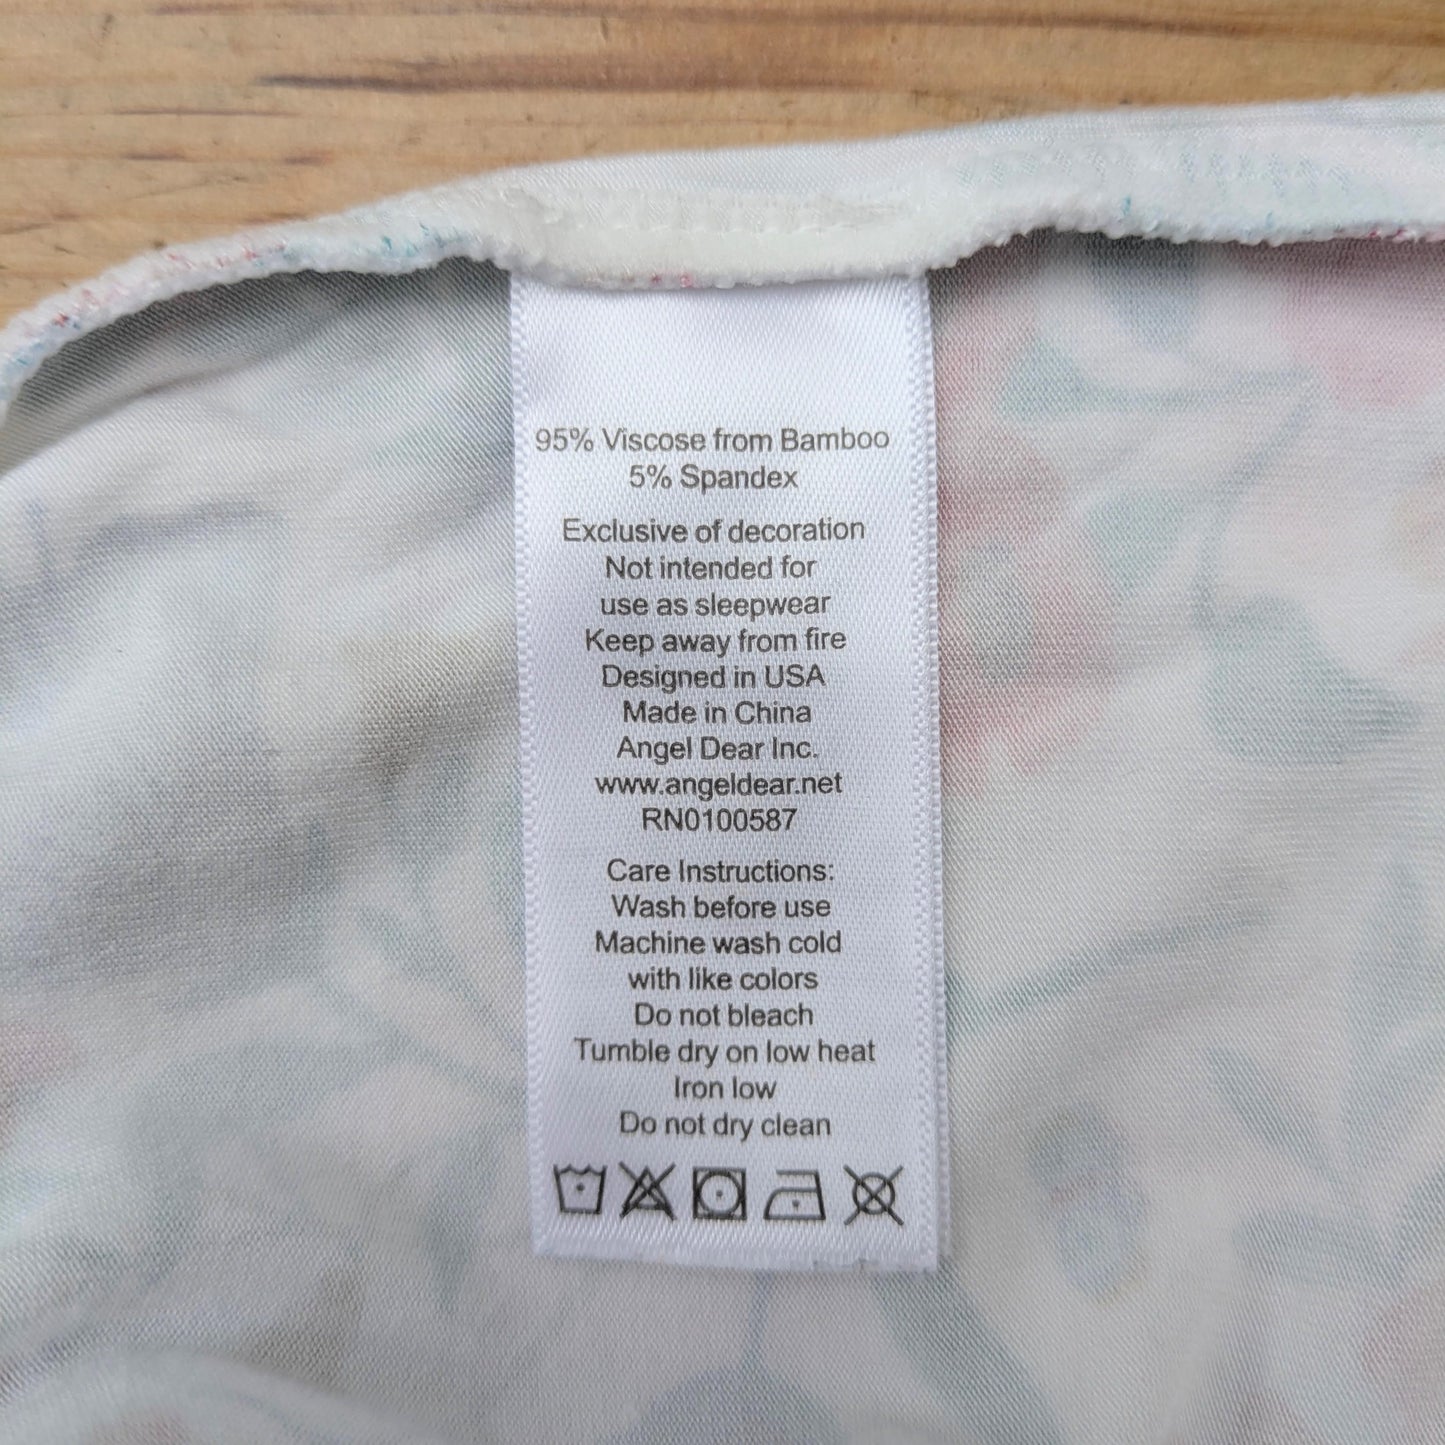 95% Viscose from Bamboo
5% Spandex
Exclusive of decoration
Not intended for
use as sleepwear
Keep away from fire
Designed in USA
Made in China
Angel Dear Inc.
www.angeldear.net
RN0100587
Care Instructions:
Wash before use
Machine wash cold
with like colors
Do not bleach
Tumble dry on low heat
Iron low
Do not dry clean